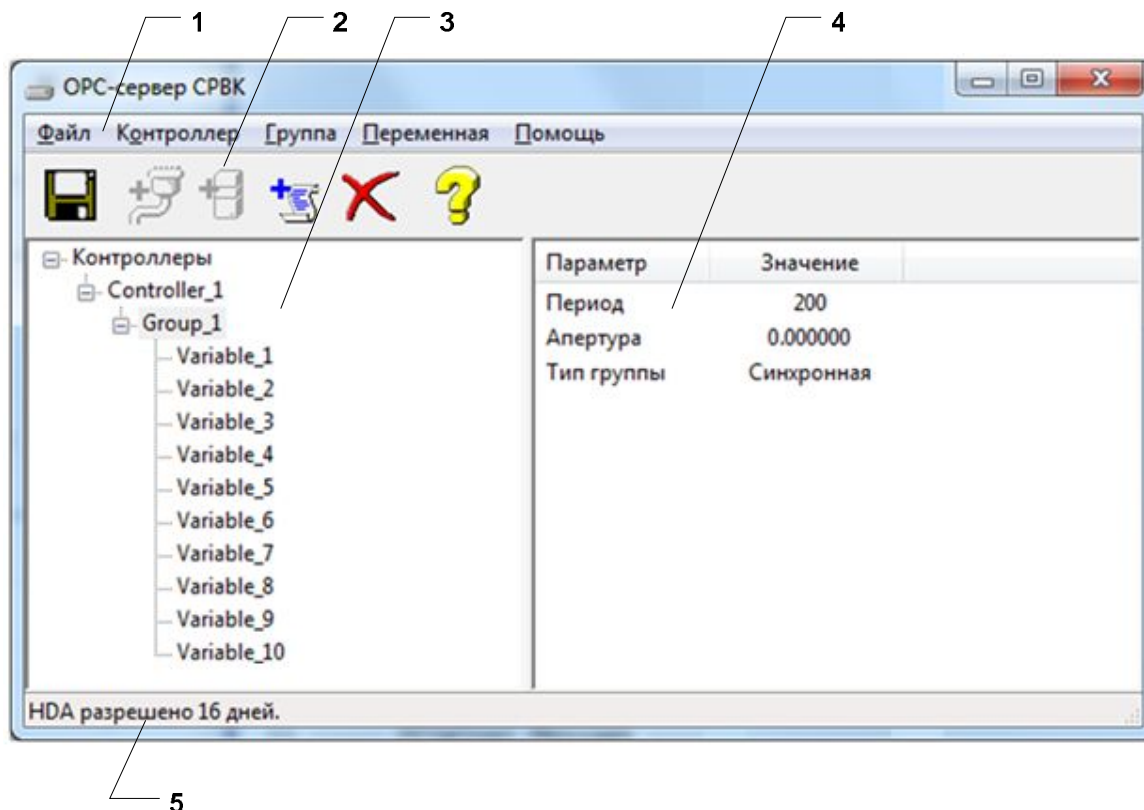 1 2 3 4
ОРС-сервер СРВК
Файл Контроллер Группа Переменная Помощь
Контроллеры
Controller_1
Group_1
Variable_1
Variable_2
Variable_3
Variable_4
Variable_5
Variable_6
Variable_7
Variable_8
Variable_9
Variable_10
Параметр Значение
Период 200
Апертура 0.000000
Тип группы Синхронная
HDA разрешено 16 дней.
5